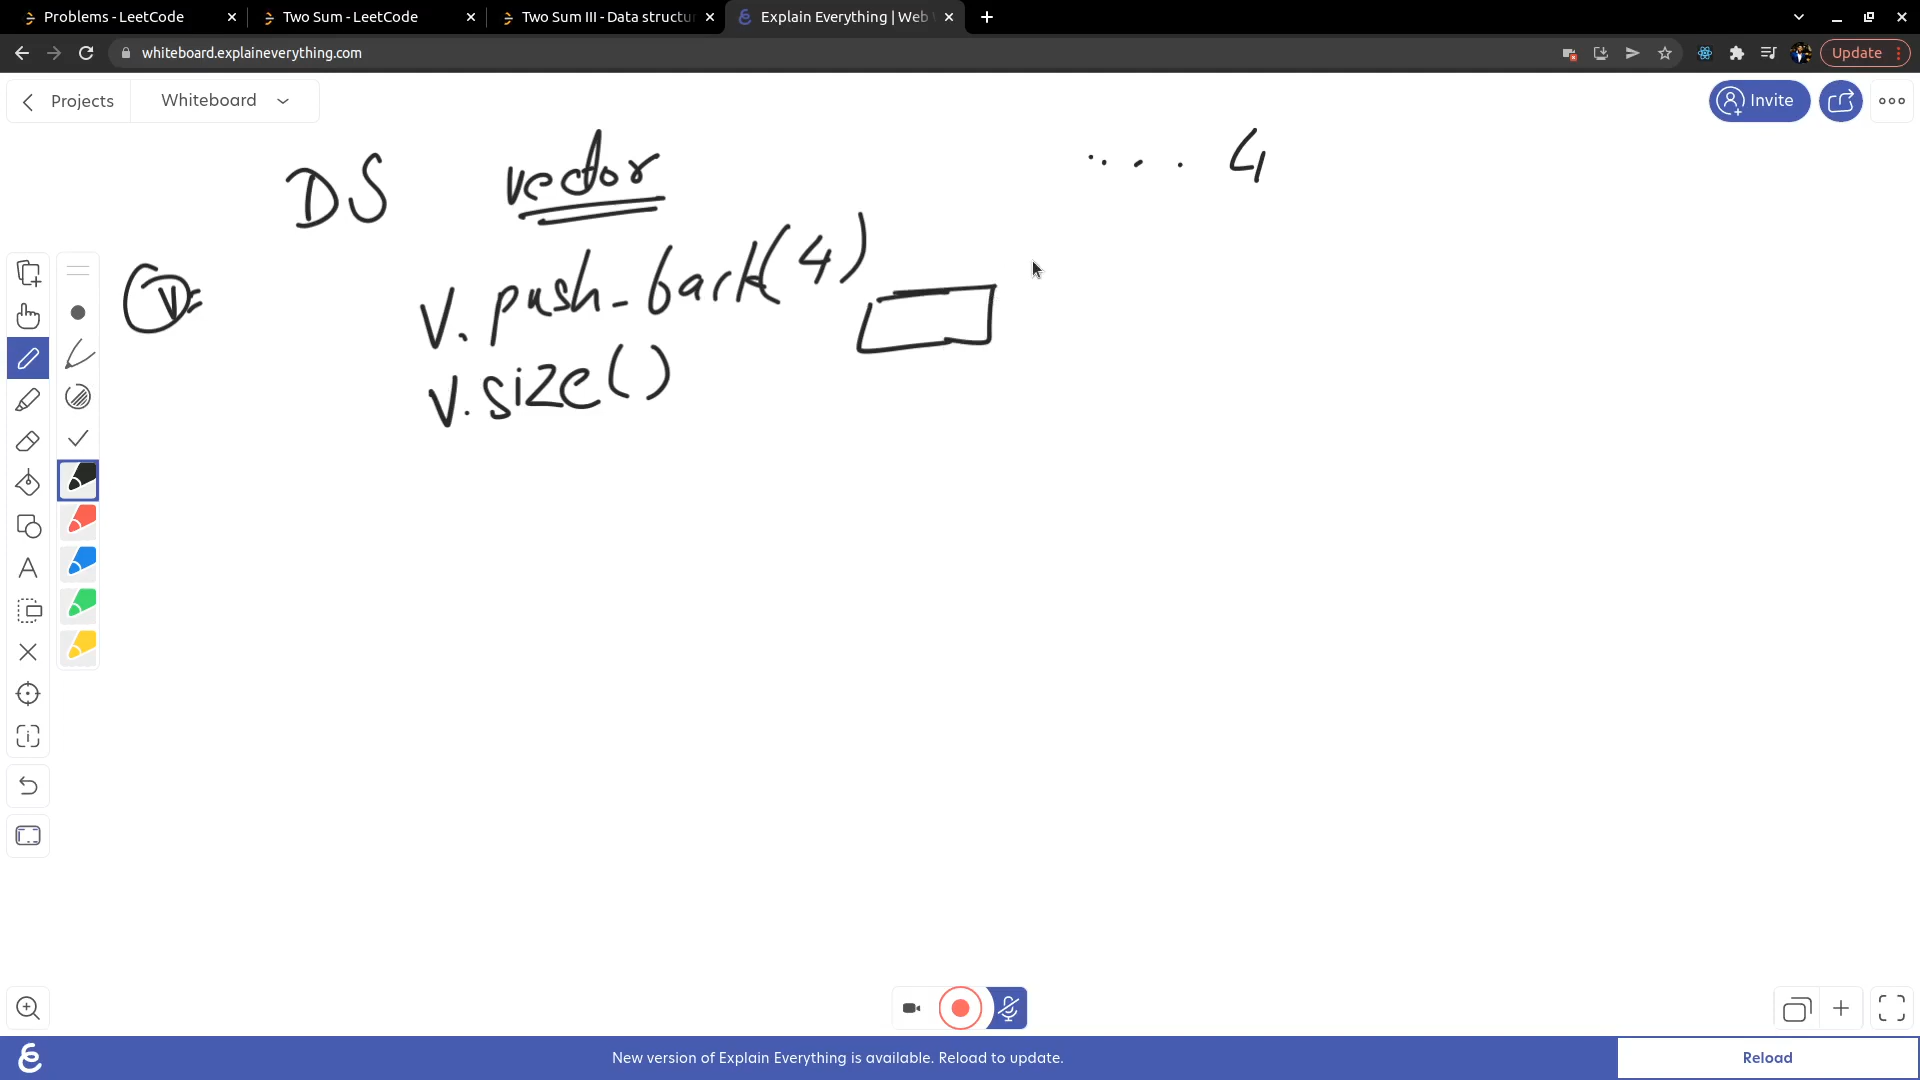 Problems - LeetCode
Two Sum - LeetCode
Two Sum III - Data structu
Explain Everything | Web
whiteboard.explaineverything.com
Update
Projects
Whiteboard
Invite
DS vector .... 4
V. push_back(4)
V
V.size()
New version of Explain Everything is available. Reload to update.
Reload